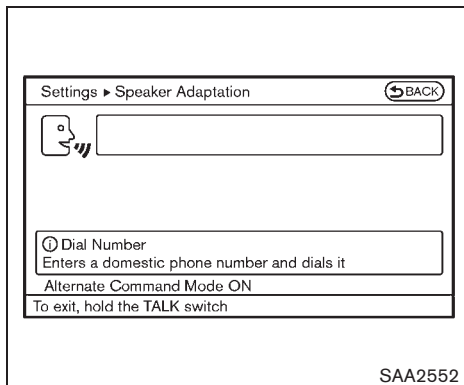 Settings ▸ Speaker Adaptation
BACK
ⓘ Dial Number
Enters a domestic phone number and dials it
Alternate Command Mode ON
To exit, hold the TALK switch
SAA2552